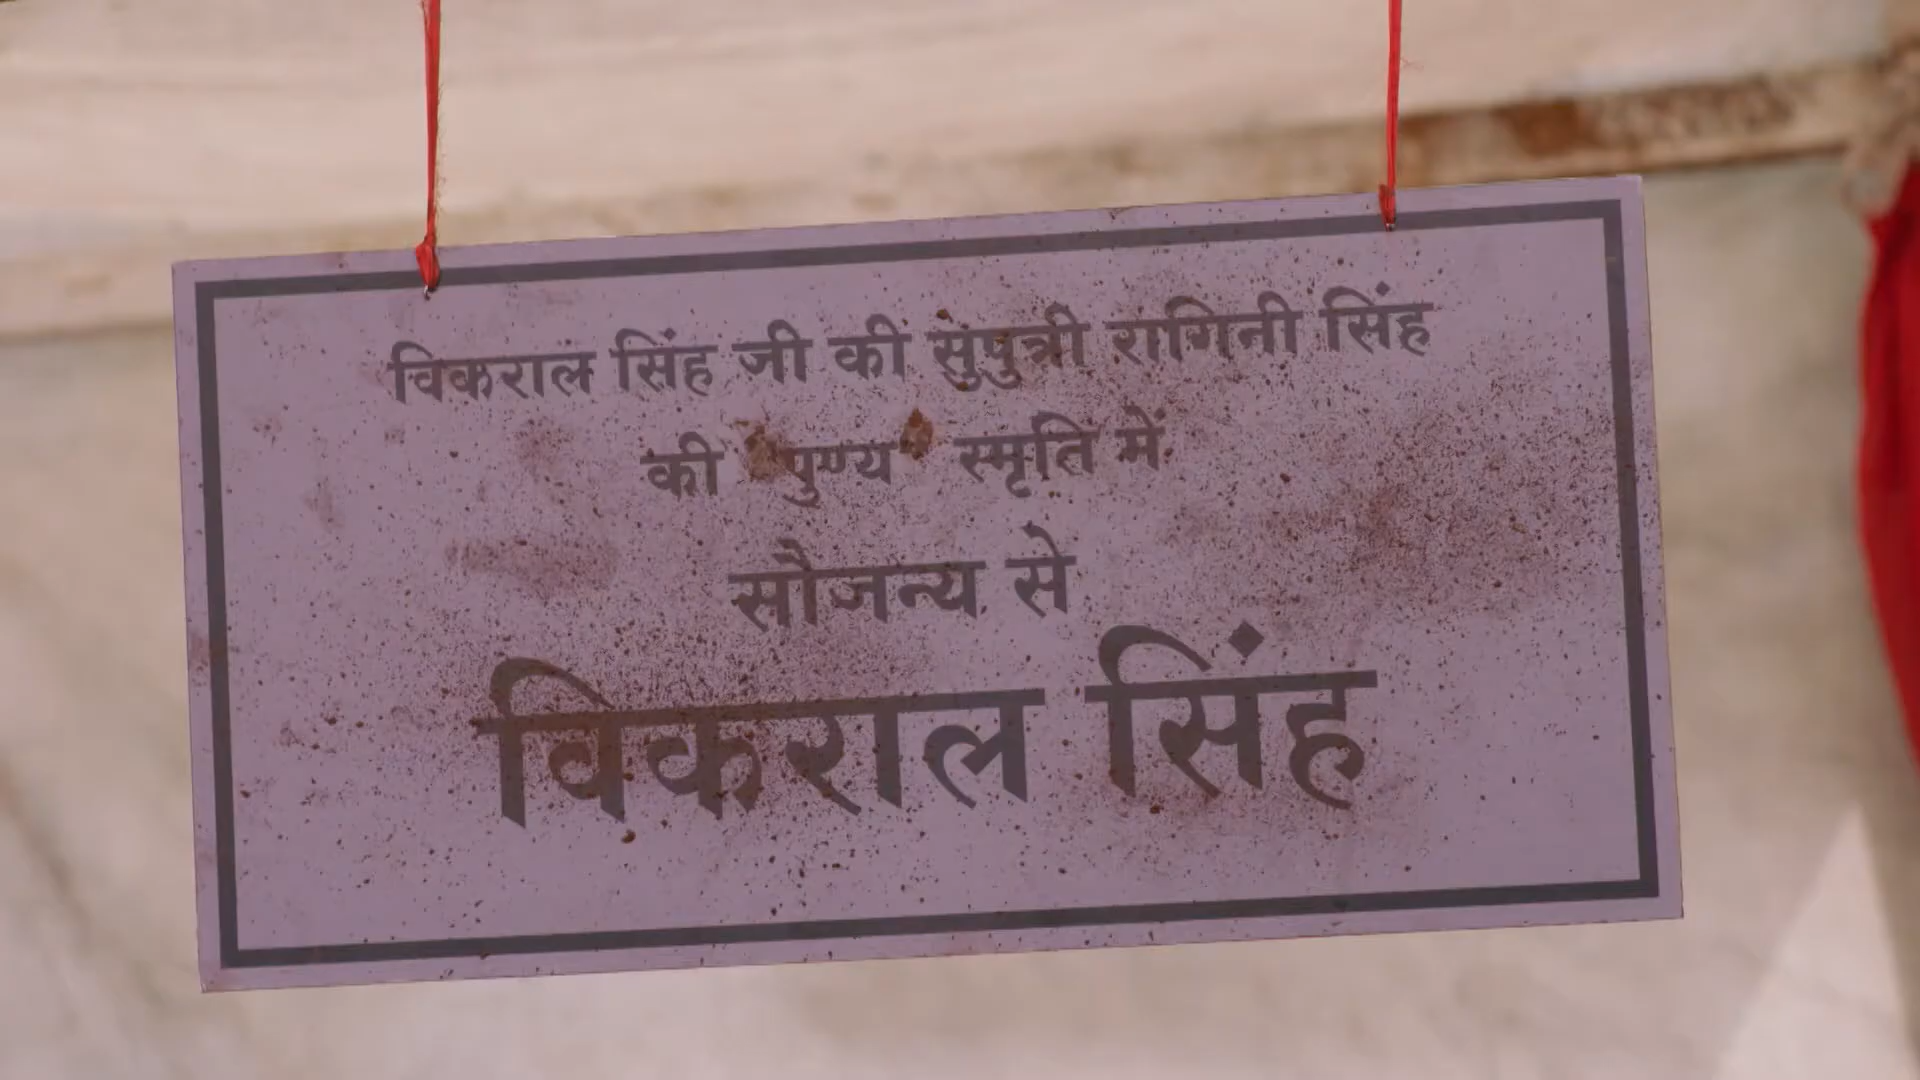 विकराल सिंह जी की सुपुत्री रागिनी सिंह
की पुण्य स्मृति में
सौजन्य से
विकराल सिंह